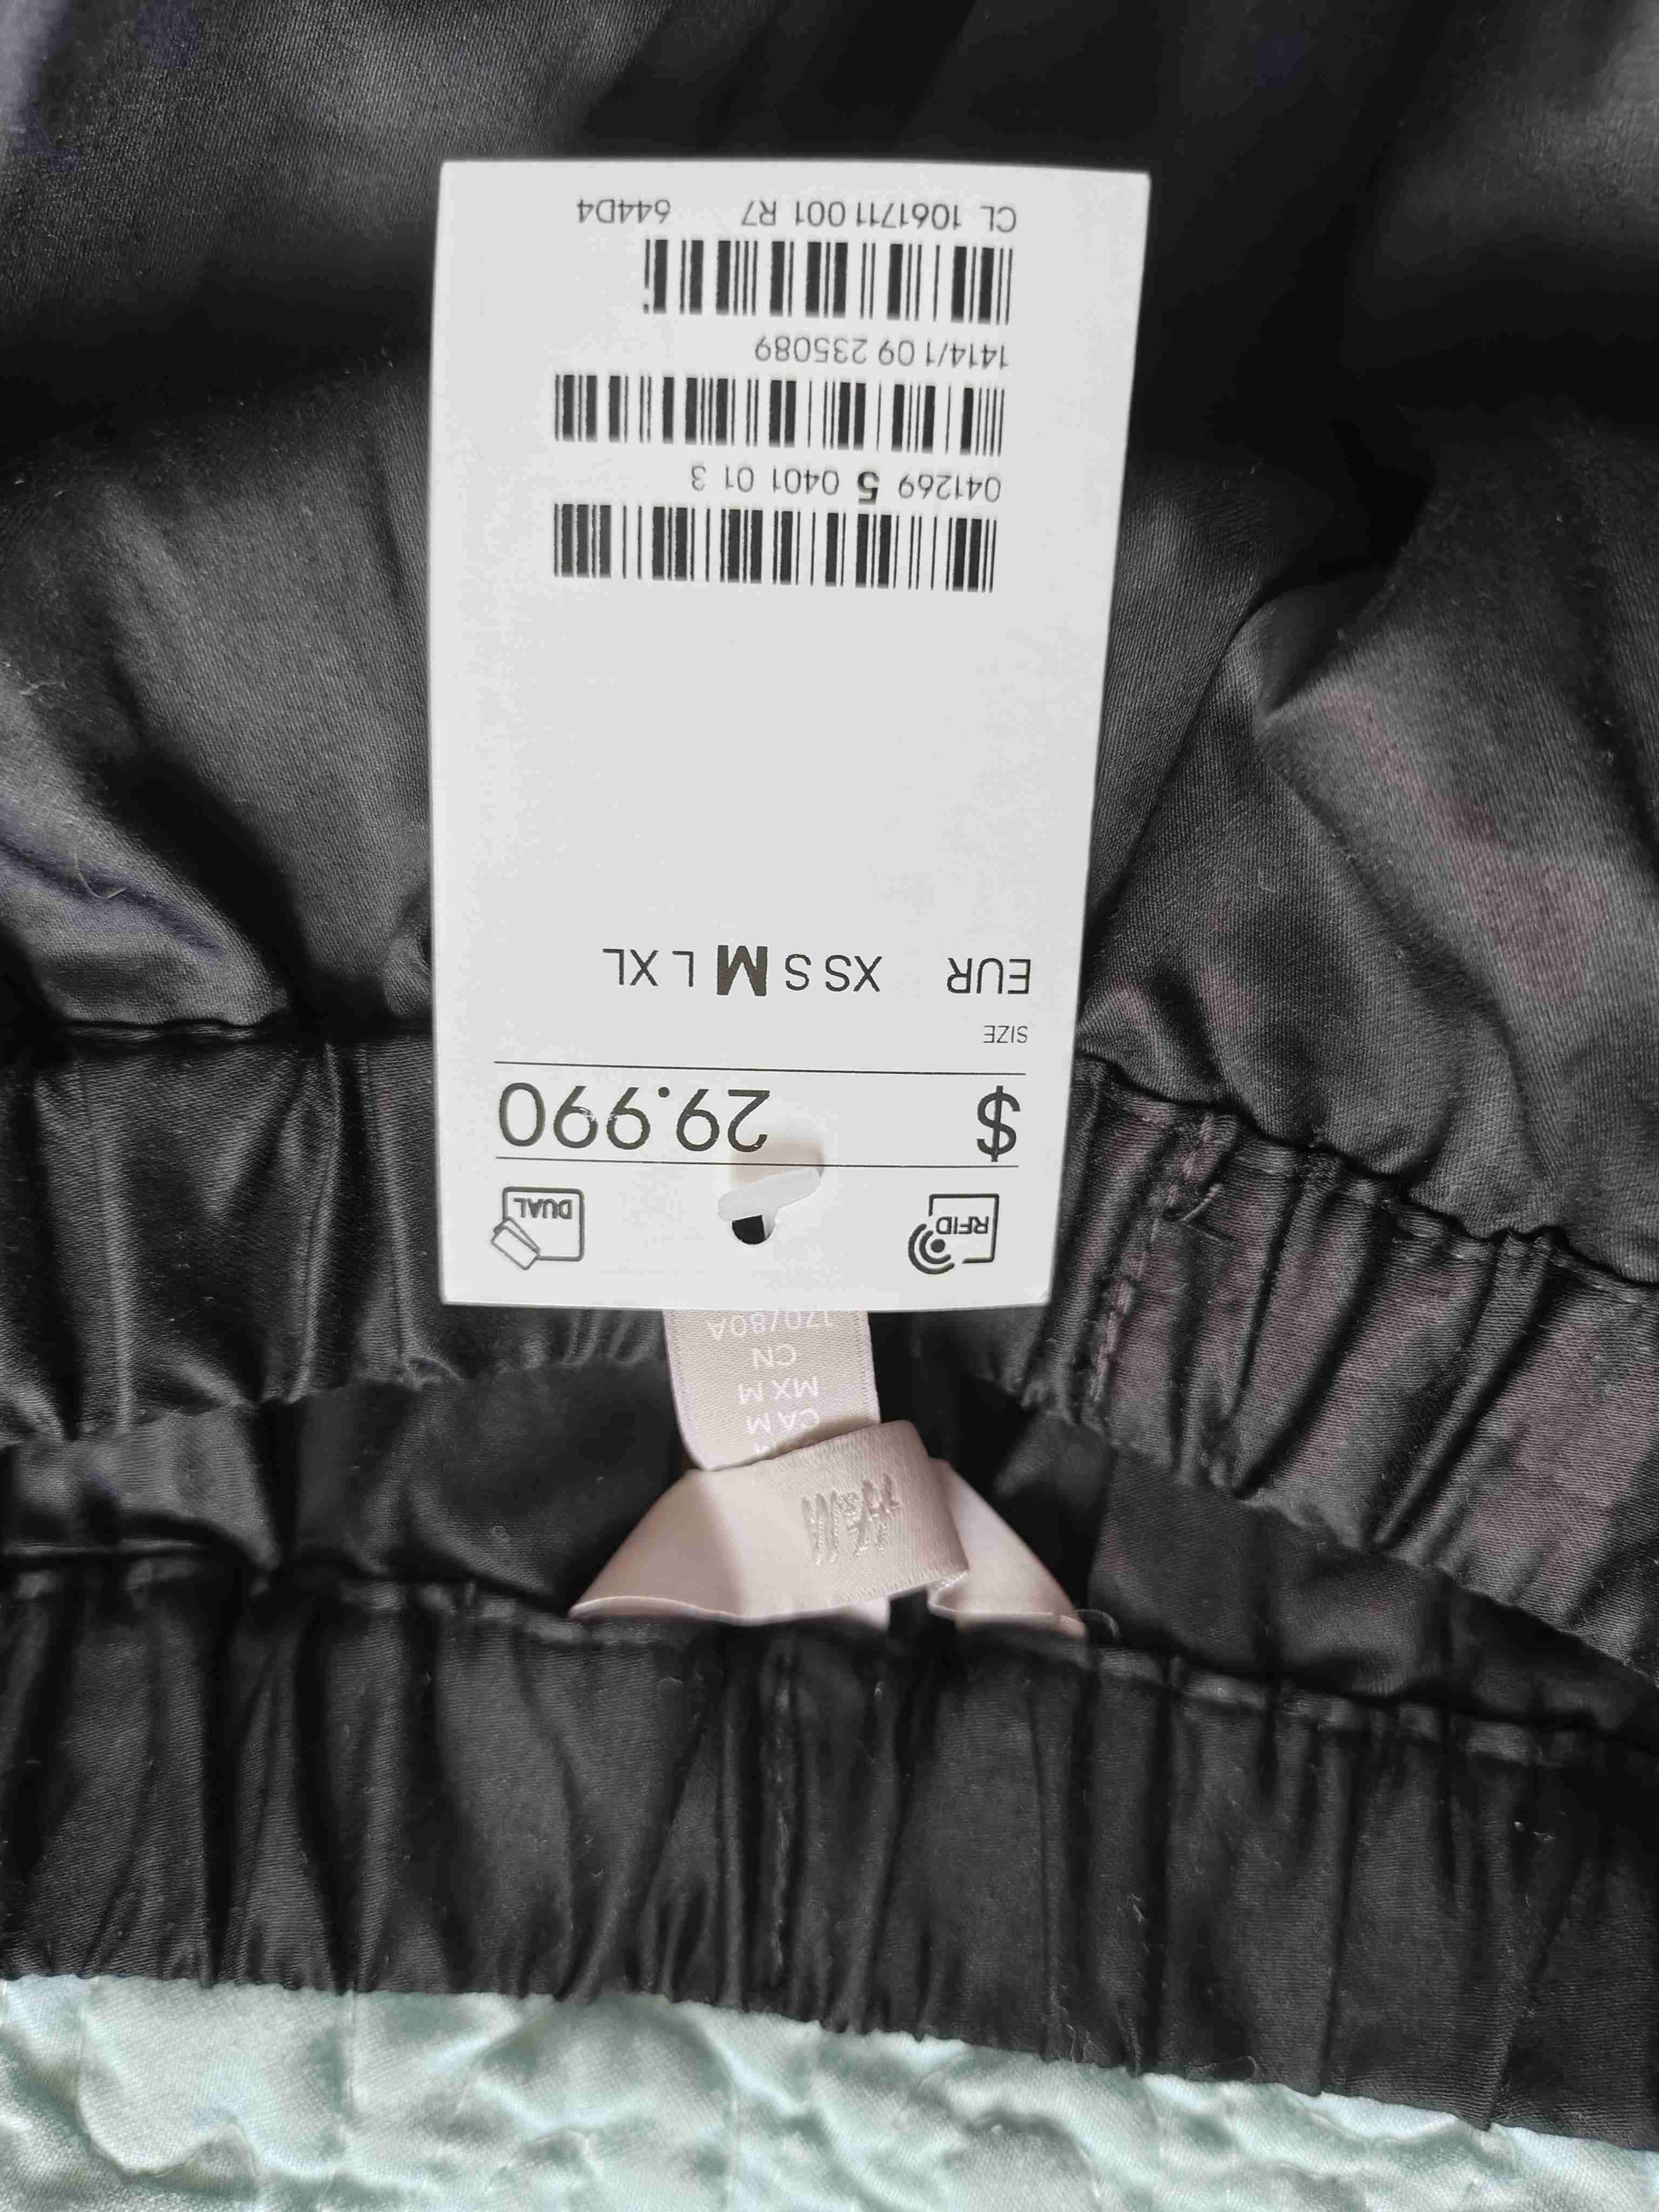 H&M
M
CA M
MX M
CN
170/80A
RFID
DUAL
$ 29.990
SIZE
EUR XS S M L XL
041269 5 0401 01 3
1414/1 09 235089
CL 1061711 001 R7 644D4